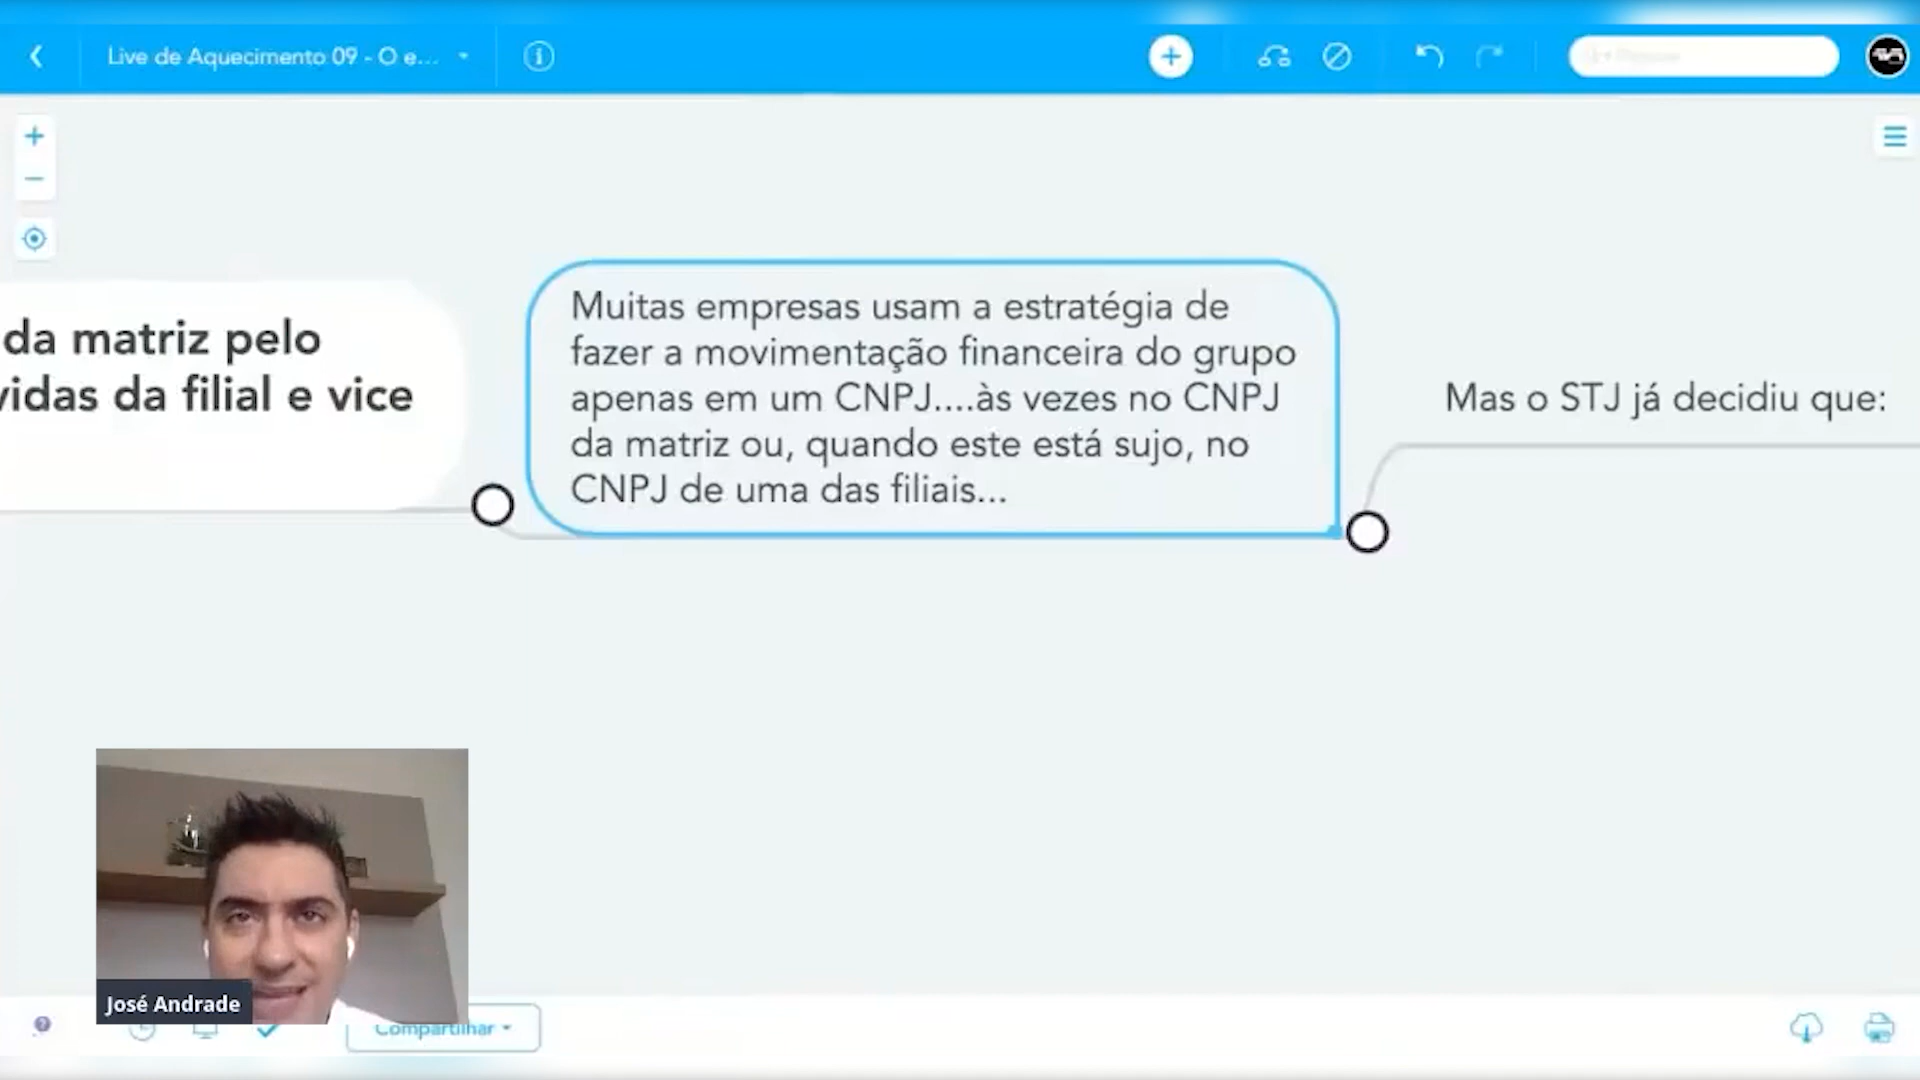 Live de Aquecimento 09 - O e...
da matriz pelo
vidas da filial e vice
Muitas empresas usam a estratégia de
fazer a movimentação financeira do grupo
apenas em um CNPJ....às vezes no CNPJ
da matriz ou, quando este está sujo, no
CNPJ de uma das filiais...
Mas o STJ já decidiu que:
José Andrade
Compartilhar